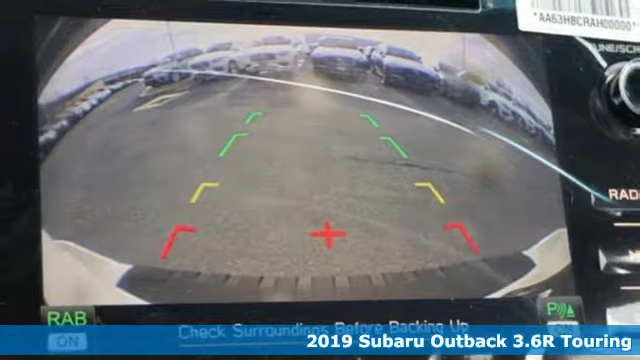 *AA63HBCRAH00000*
RAB
ON
Check Surroundings Before Backing Up
2019 Subaru Outback 3.6R Touring